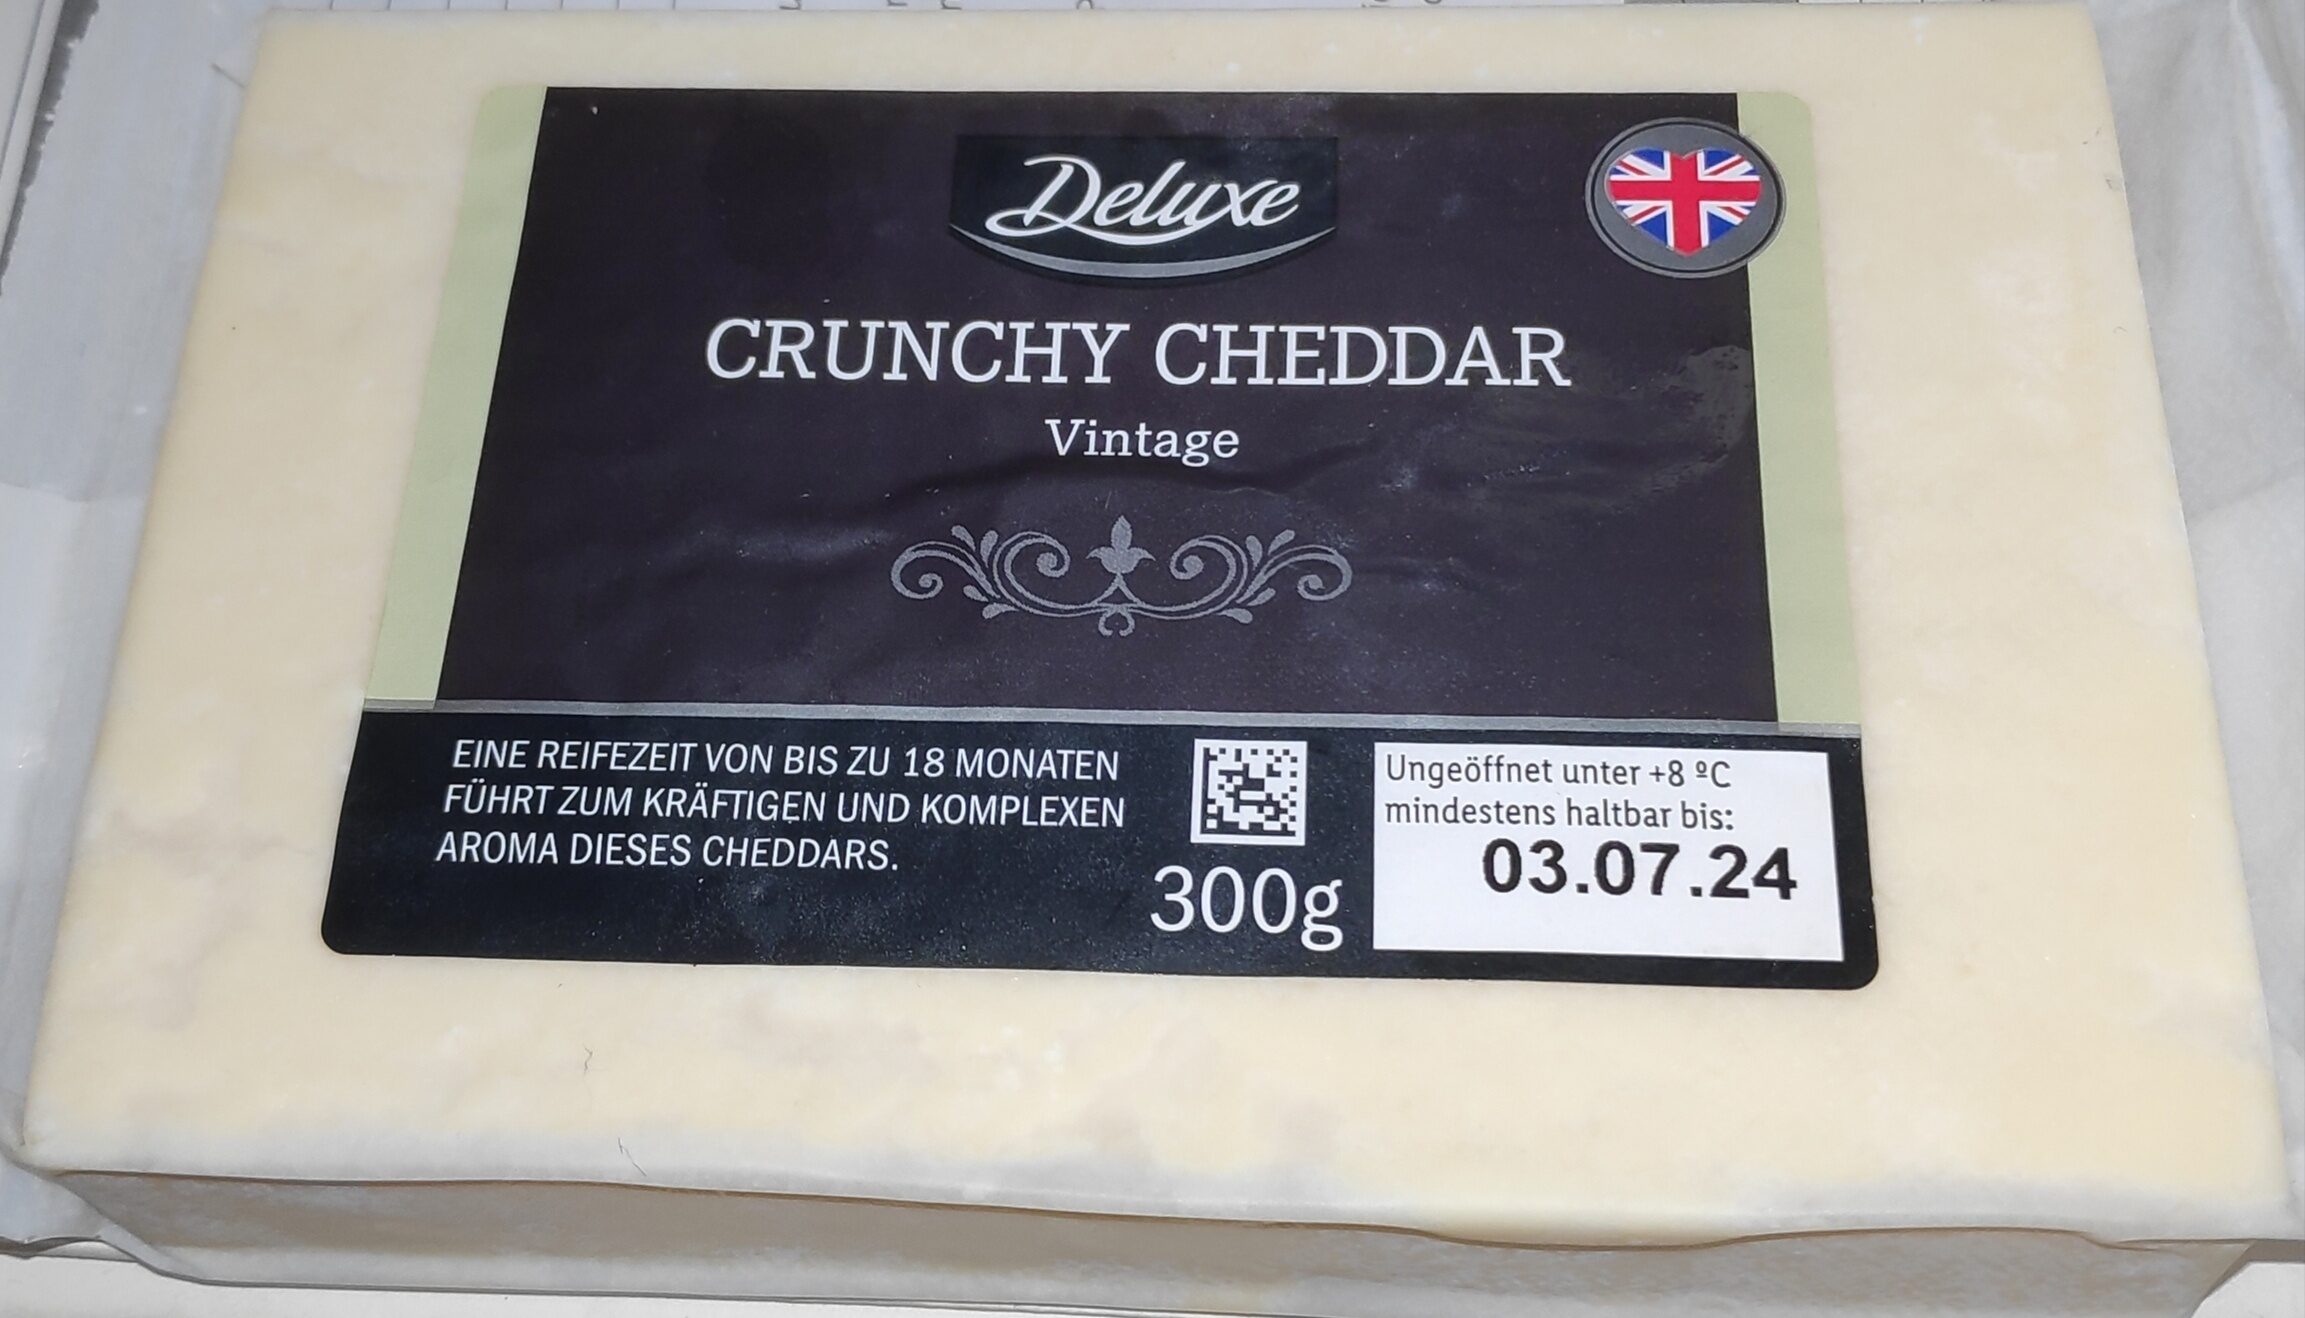 Deluxe
CRUNCHY CHEDDAR
Vintage
EINE REIFEZEIT VON BIS ZU 18 MONATEN
FÜHRT ZUM KRÄFTIGEN UND KOMPLEXEN
AROMA DIESES CHEDDARS.
300g
Ungeöffnet unter +8 ºC
mindestens haltbar bis:
03.07.24